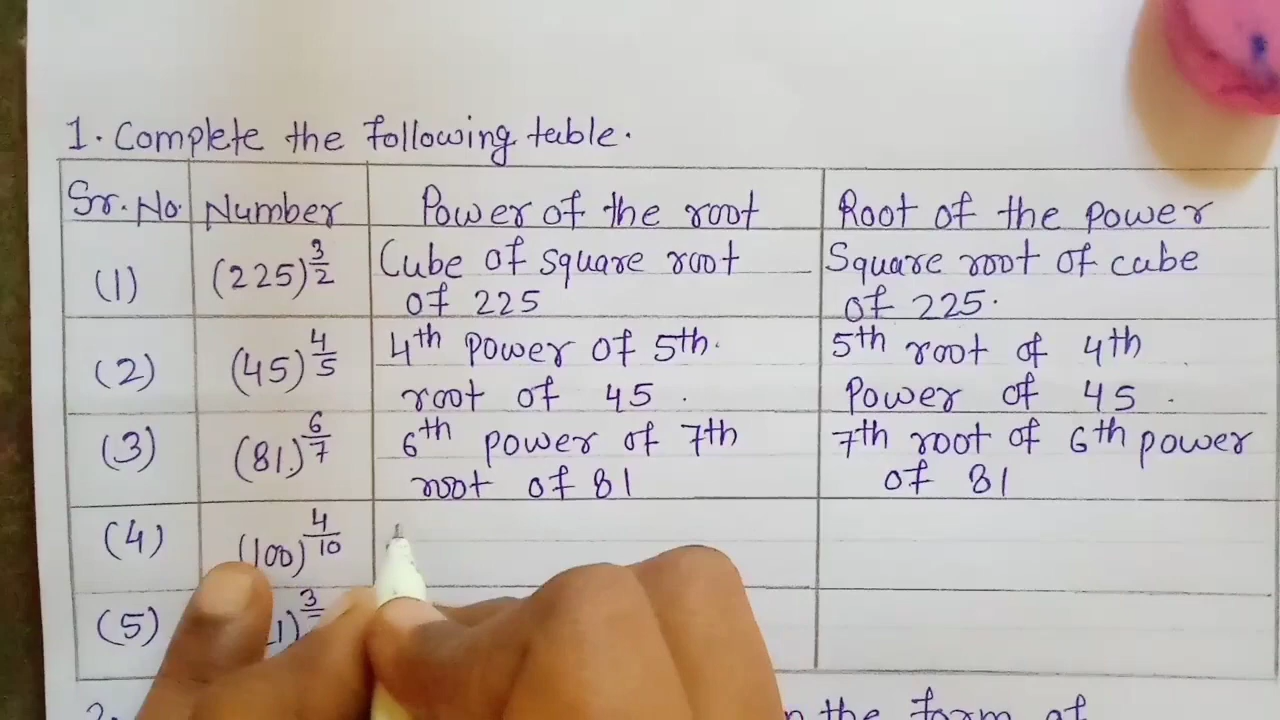 1. Complete the following table.
Sr. No. Number Power of the root Root of the power
(1) (225)^3/2 Cube of square root of 225 Square root of cube of 225.
(2) (45)^4/5 4th power of 5th root of 45. 5th root of 4th Power of 45.
(3) (81)^6/7 6th power of 7th root of 81 7th root of 6th power of 81
(4) (100)^4/10
(5) 1)^3
2. the form of